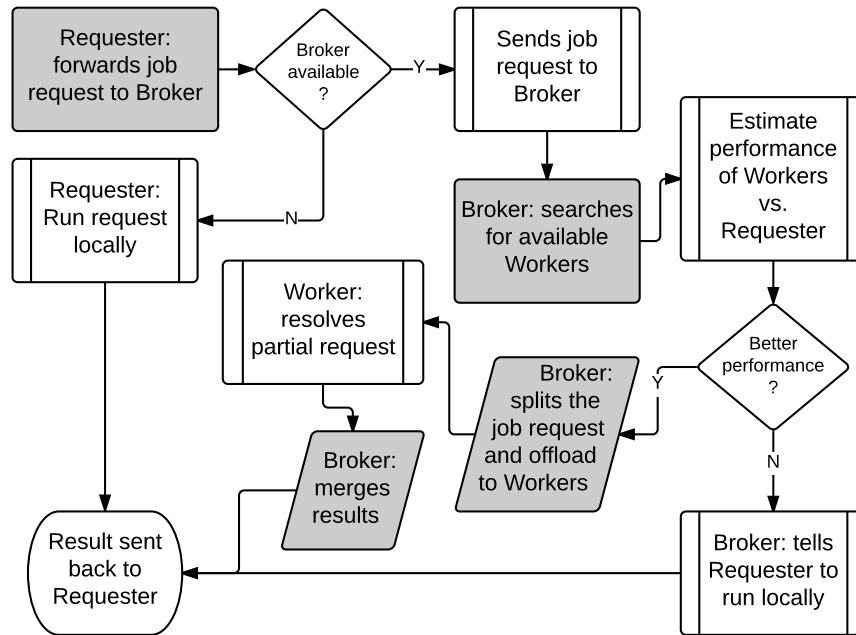 Requester:
forwards job
request to Broker
Broker
available
?
Y
Sends job
request to
Broker
N
Requester:
Run request
locally
Broker: searches
for available
Workers
Estimate
performance
of Workers
vs.
Requester
Better
performance
?
Y
N
Broker:
splits the
job request
and offload
to Workers
Worker:
resolves
partial request
Broker:
merges
results
Broker: tells
Requester to
run locally
Result sent
back to
Requester